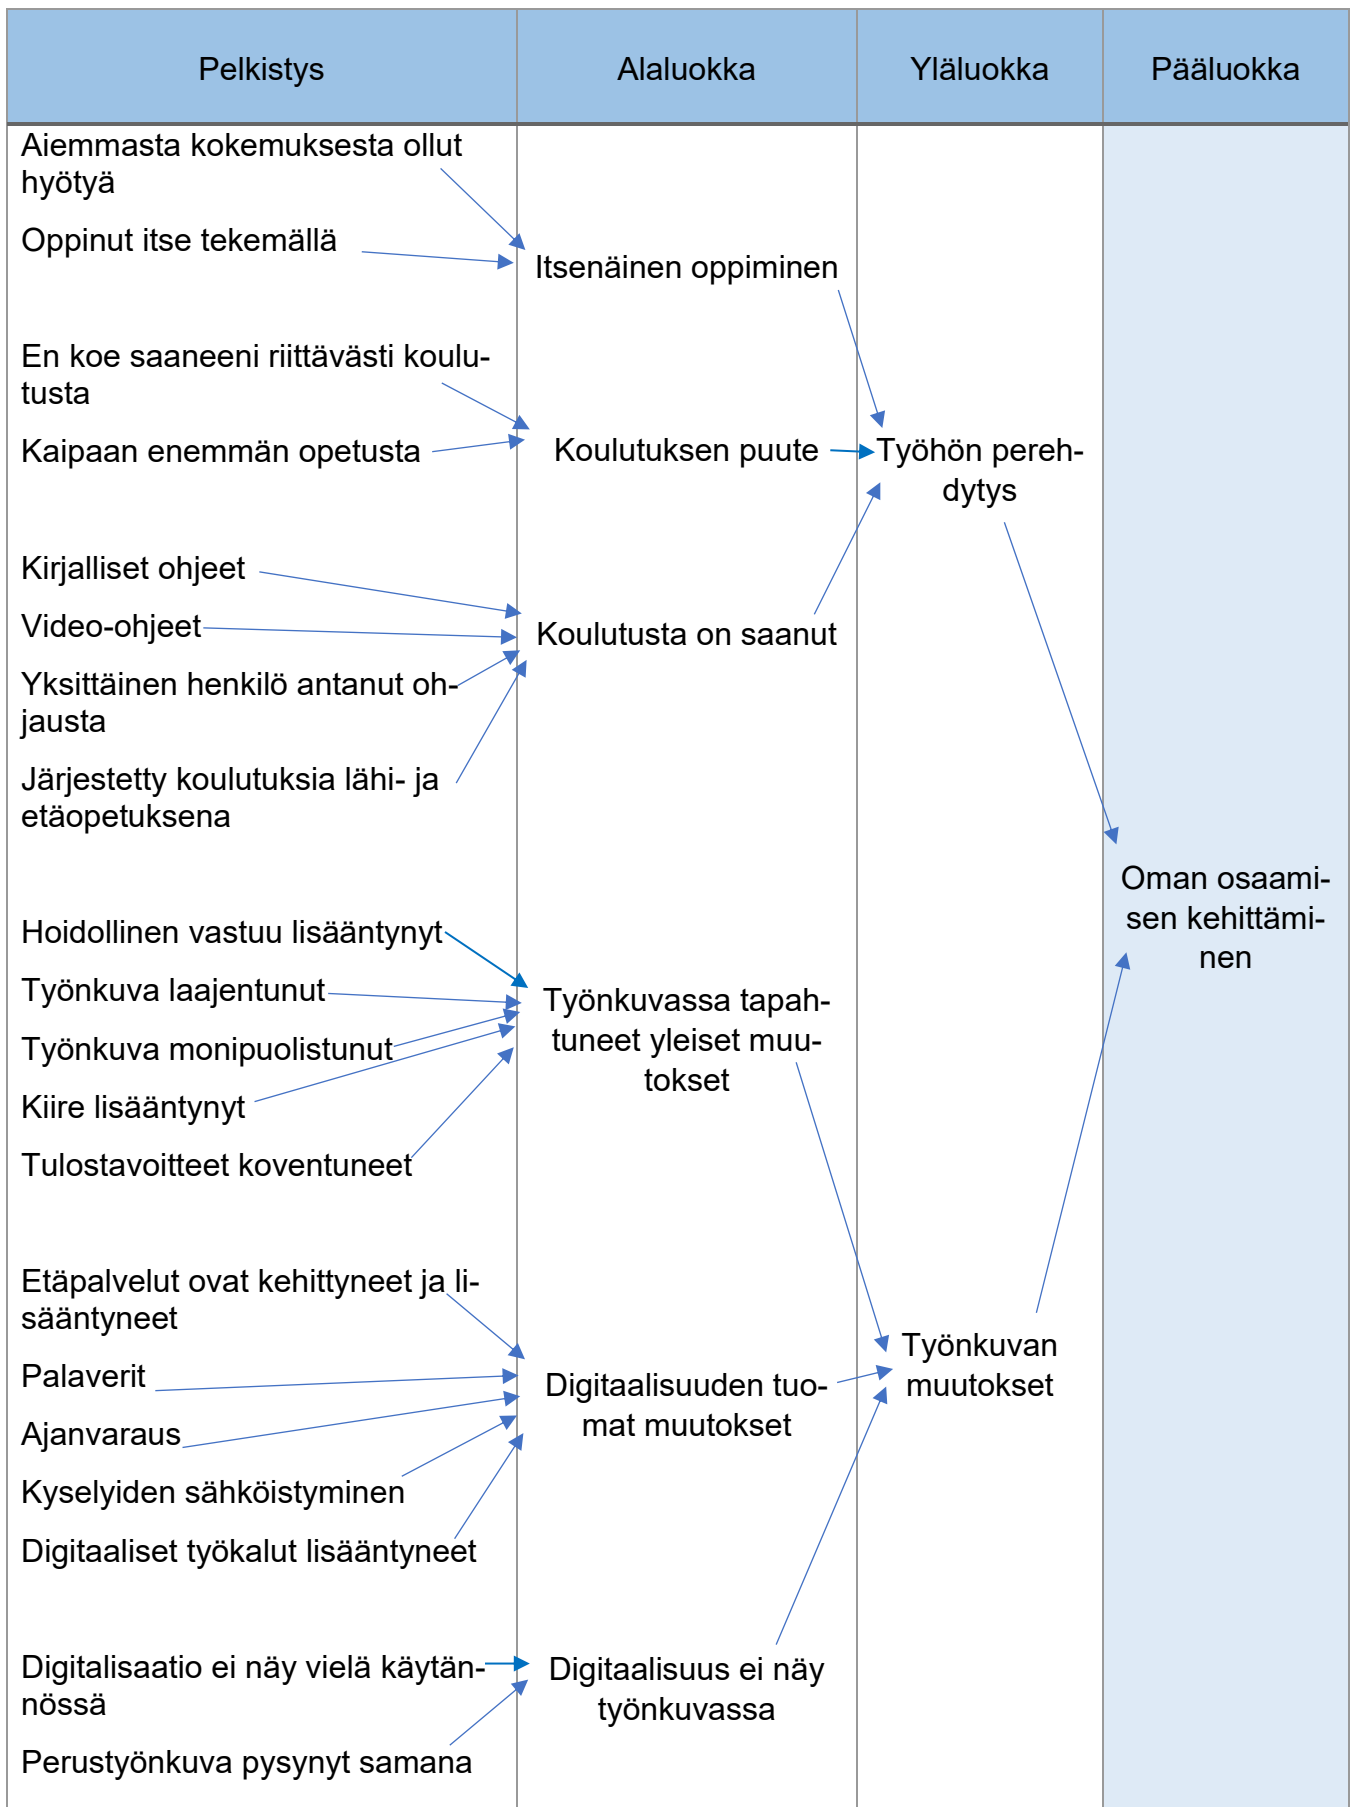 Pelkistys
Alaluokka
Yläluokka
Pääluokka
Aiemmasta kokemuksesta ollut
hyötyä
Oppinut itse tekemällä
Itsenäinen oppiminen
En koe saaneeni riittävästi koulu-
tusta
Kaipaan enemmän opetusta
Koulutuksen puute
Työhön pereh-
dytys
Kirjalliset ohjeet
Video-ohjeet
Yksittäinen henkilö antanut oh-
jausta
Järjestetty koulutuksia lähi- ja
etäopetuksena
Koulutusta on saanut
Oman osaami-
sen kehittämi-
nen
Hoidollinen vastuu lisääntynyt
Työnkuva laajentunut
Työnkuva monipuolistunut
Kiire lisääntynyt
Tulostavoitteet koventuneet
Työnkuvassa tapah-
tuneet yleiset muu-
tokset
Etäpalvelut ovat kehittyneet ja li-
sääntyneet
Palaverit
Ajanvaraus
Kyselyiden sähköistyminen
Digitaaliset työkalut lisääntyneet
Digitaalisuuden tuo-
mat muutokset
Työnkuvan
muutokset
Digitalisaatio ei näy vielä käytän-
nössä
Perustyönkuva pysynyt samana
Digitaalisuus ei näy
työnkuvassa